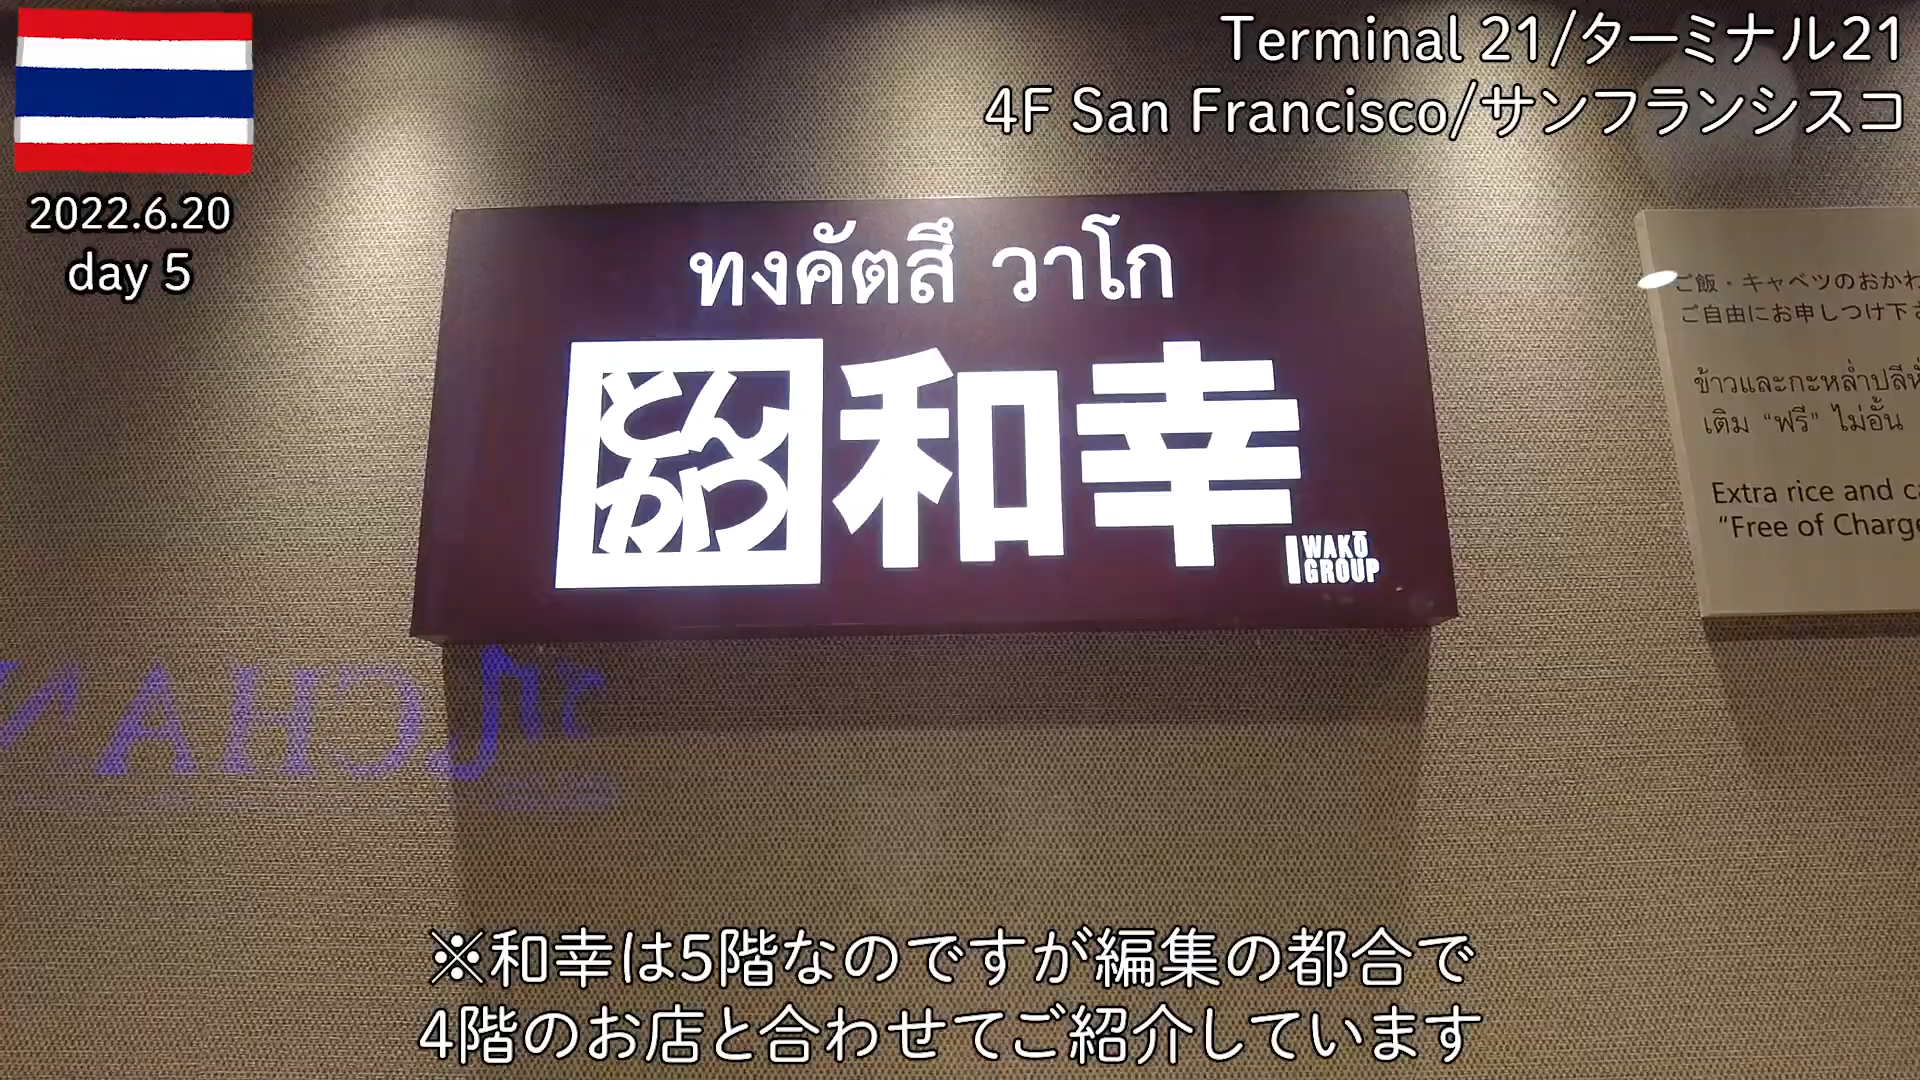 Terminal 21/ターミナル21
4F San Francisco/サンフランシスコ
2022.6.20
day 5
ทงคัตสึ วาโก
とんかつ 和幸
WAKŌ
GROUP
ご飯・キャベツのおかわ
ご自由にお申しつけ下さ
ข้าวและกะหล่ำปลี
เติม “ฟรี” ไม่อั้น
Extra rice and
“Free of Charge
※和幸は5階なのですが編集の都合で
4階のお店と合わせてご紹介しています